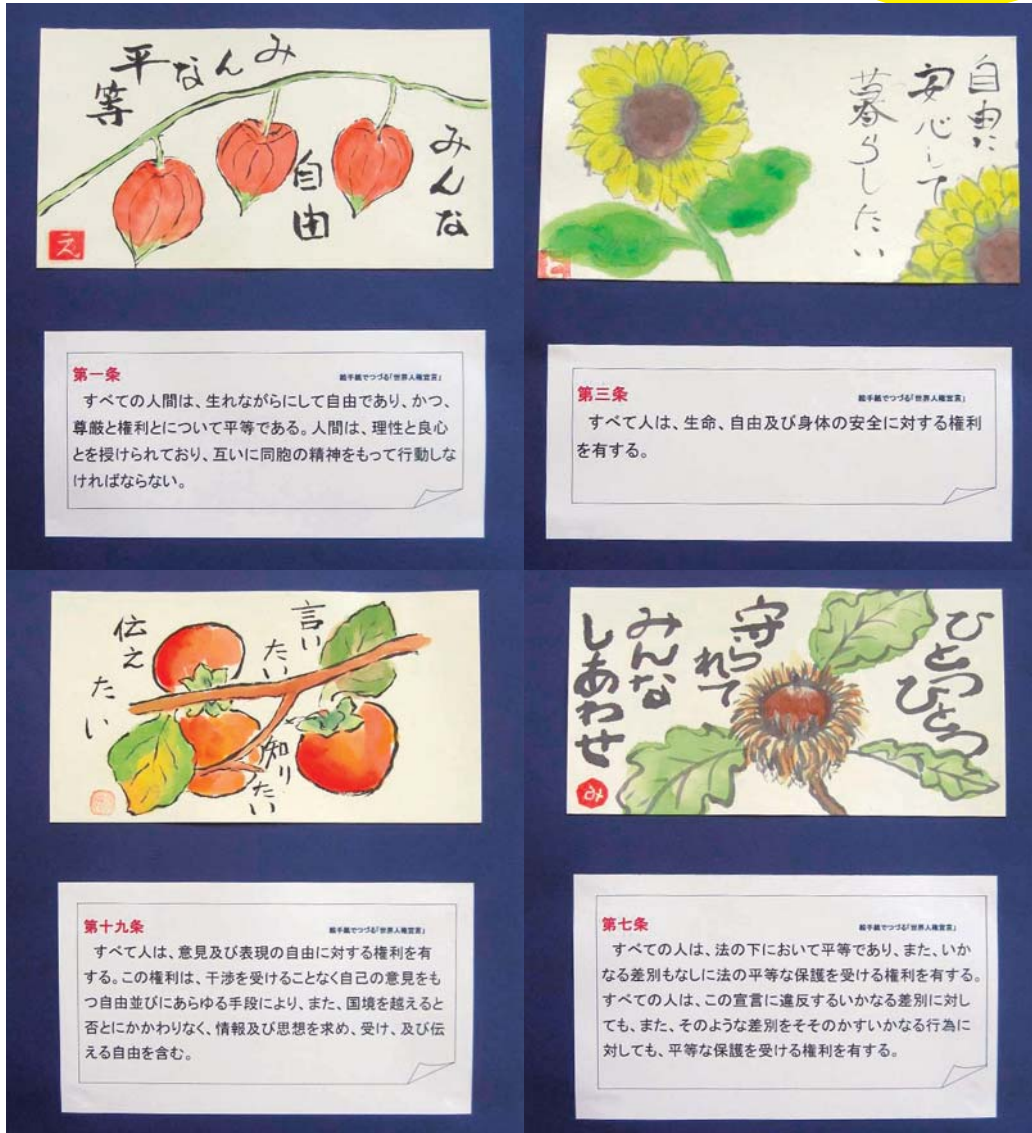 みんな
自由
みんな平等
え
第一条
絵手紙でつづる「世界人権宣言」
すべての人間は、生れながらにして自由であり、かつ、
尊厳と権利とについて平等である。人間は、理性と良心
とを授けられており、互いに同胞の精神をもって行動しな
ければならない。
自由に
安心して
暮らしたい
と
第三条
絵手紙でつづる「世界人権宣言」
すべて人は、生命、自由及び身体の安全に対する権利
を有する。
言い
たい
知りたい
伝え
たい
第十九条
絵手紙でつづる「世界人権宣言」
すべて人は、意見及び表現の自由に対する権利を有
する。この権利は、干渉を受けることなく自己の意見をも
つ自由並びにあらゆる手段により、また、国境を越えると
否とにかかわりなく、情報及び思想を求め、受け、及び伝
える自由を含む。
ひとつ
ひとつ
守ら
れて
みんな
しあわせ
み
第七条
絵手紙でつづる「世界人権宣言」
すべての人は、法の下において平等であり、また、いか
なる差別もなしに法の平等な保護を受ける権利を有する。
すべての人は、この宣言に違反するいかなる差別に対し
ても、また、そのような差別をそそのかすいかなる行為に
対しても、平等な保護を受ける権利を有する。